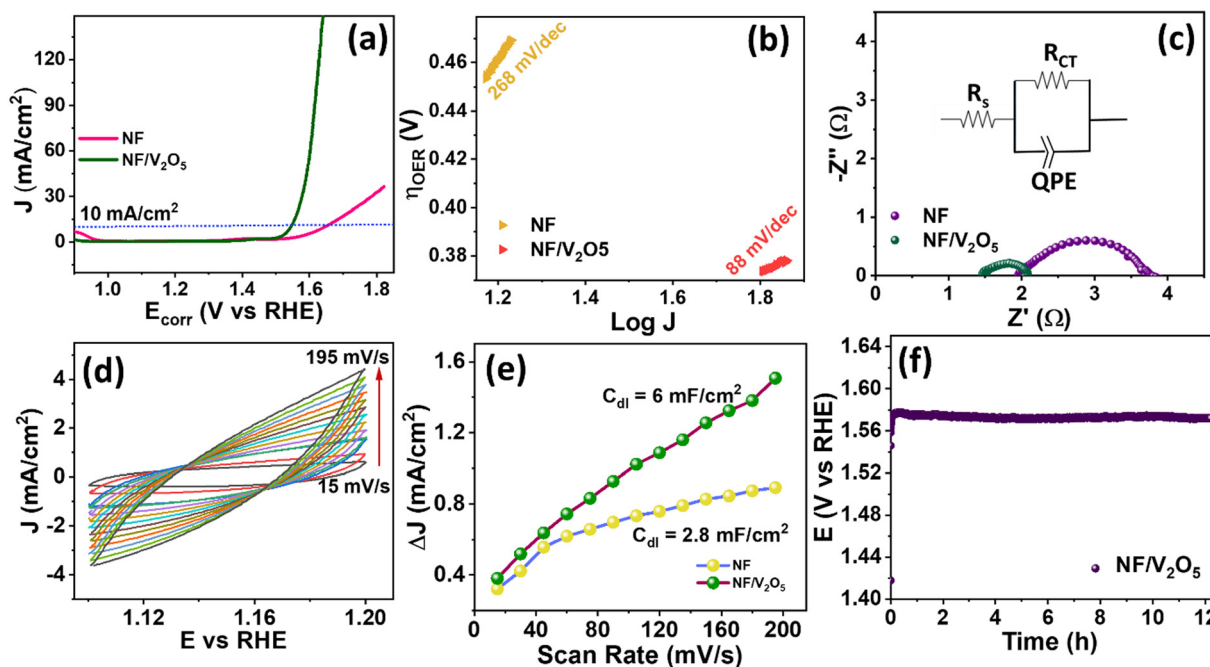 (a)
J (mA/cm²)
120
90
60
30
0
NF
NF/V₂O₅
10 mA/cm²
1.0 1.2 1.4 1.6 1.8
E_corr (V vs RHE)
(b)
η_OER (V)
0.46
0.44
0.42
0.40
0.38
268 mV/dec
NF
NF/V₂O5
88 mV/dec
1.2 1.5 1.8
Log J
(c)
-Z" (Ω)
4
3
2
1
0
R_CT
R_s
QPE
NF
NF/V₂O₅
0 1 2 3 4
Z' (Ω)
(d)
J (mA/cm²)
4
2
0
-2
-4
195 mV/s
15 mV/s
1.12 1.16 1.20
E vs RHE
(e)
ΔJ (mA/cm²)
1.6
1.2
0.8
0.4
C_dl = 6 mF/cm²
C_dl = 2.8 mF/cm²
NF
NF/V₂O₅
0 40 80 120 160 200
Scan Rate (mV/s)
(f)
E (V vs RHE)
1.64
1.60
1.56
1.52
1.48
1.44
1.40
NF/V₂O₅
0 2 4 6 8 10 12
Time (h)